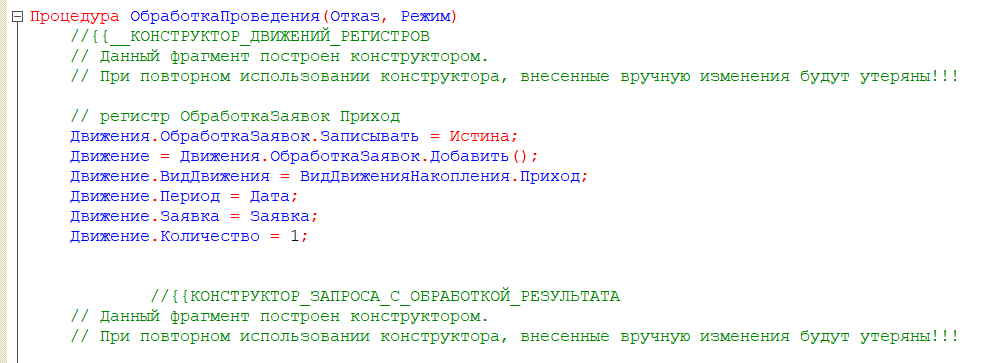 Процедура ОбработкаПроведения(Отказ, Режим)
//{{__КОНСТРУКТОР_ДВИЖЕНИЙ_РЕГИСТРОВ
// Данный фрагмент построен конструктором.
// При повторном использовании конструктора, внесенные вручную изменения будут утеряны!!!
// регистр ОбработкаЗаявок Приход
Движения.ОбработкаЗаявок.Записывать = Истина;
Движение = Движения.ОбработкаЗаявок.Добавить();
Движение.ВидДвижения = ВидДвиженияНакопления.Приход;
Движение.Период = Дата;
Движение.Заявка = Заявка;
Движение.Количество = 1;
//{{КОНСТРУКТОР_ЗАПРОСА_С_ОБРАБОТКОЙ_РЕЗУЛЬТАТА
// Данный фрагмент построен конструктором.
// При повторном использовании конструктора, внесенные вручную изменения будут утеряны!!!